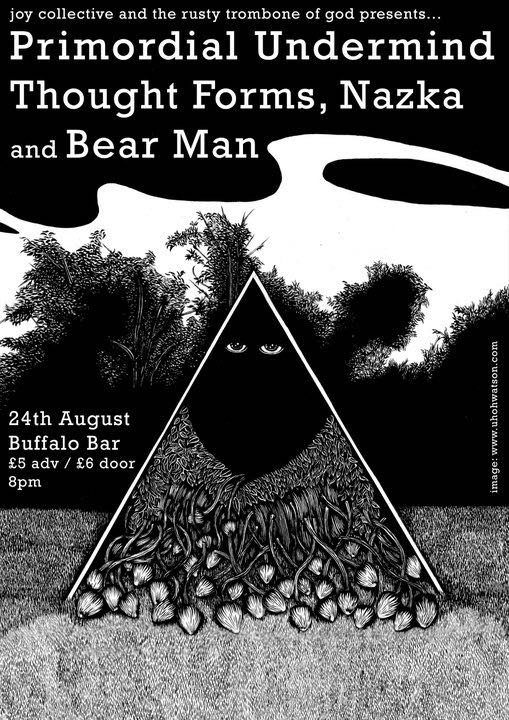 joy collective and the rusty trombone of god presents...
Primordial Undermind
Thought Forms, Nazka
and Bear Man
24th August
Buffalo Bar
£5 adv / £6 door
8pm
image: www.uhohwatson.com